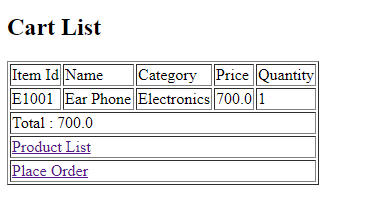 Cart List
Item Id Name Category Price Quantity
E1001 Ear Phone Electronics 700.0 1
Total : 700.0
Product List
Place Order